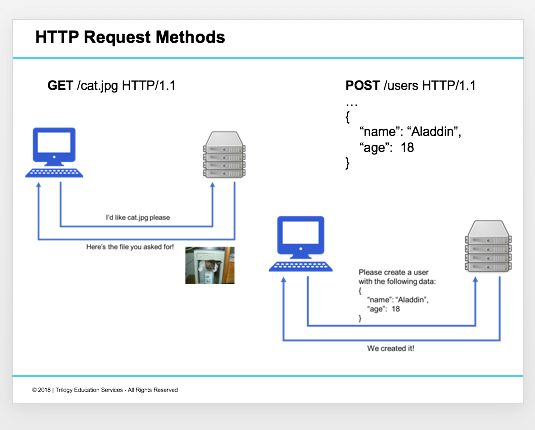 HTTP Request Methods
GET /cat.jpg HTTP/1.1
I'd like cat.jpg please
Here's the file you asked for!
POST /users HTTP/1.1
…
{
“name”: “Aladdin”,
“age”:  18
}
Please create a user
with the following data:
{
“name”: “Aladdin”,
“age”:  18
}
We created it!
© 2018 | Trilogy Education Services - All Rights Reserved